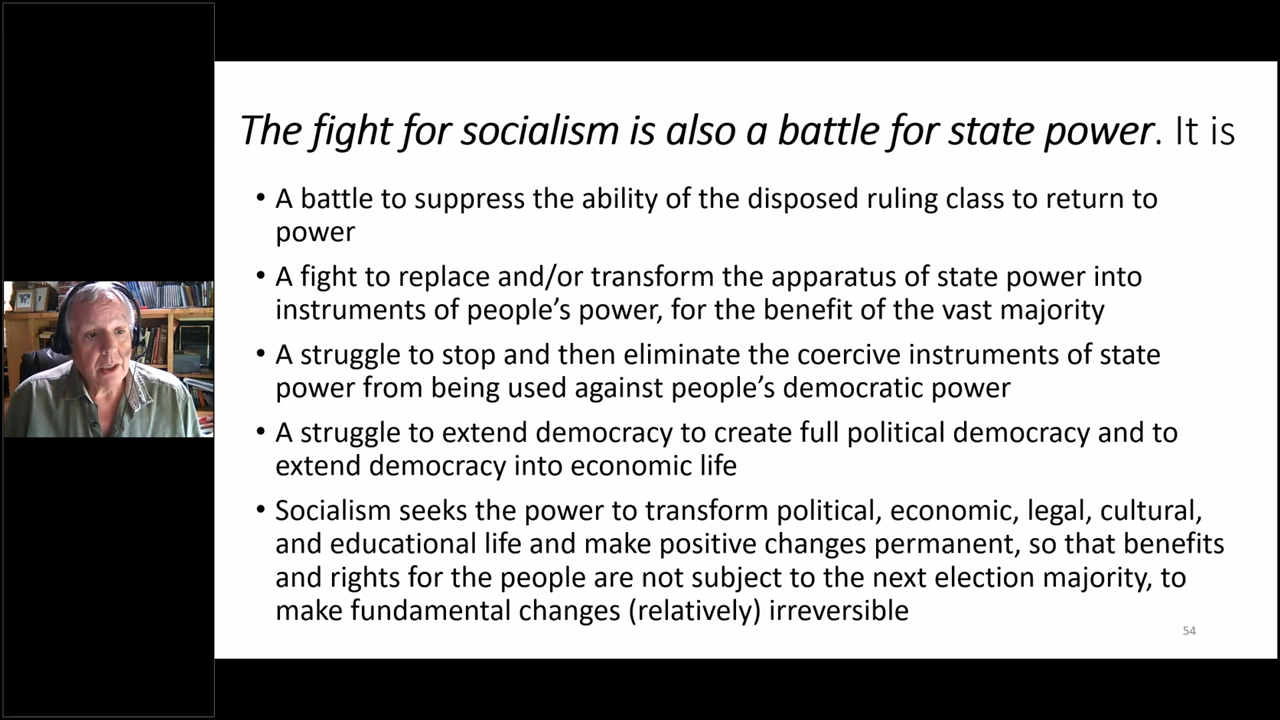 The fight for socialism is also a battle for state power. It is
• A battle to suppress the ability of the disposed ruling class to return to
power
• A fight to replace and/or transform the apparatus of state power into
instruments of people’s power, for the benefit of the vast majority
• A struggle to stop and then eliminate the coercive instruments of state
power from being used against people’s democratic power
• A struggle to extend democracy to create full political democracy and to
extend democracy into economic life
• Socialism seeks the power to transform political, economic, legal, cultural,
and educational life and make positive changes permanent, so that benefits
and rights for the people are not subject to the next election majority, to
make fundamental changes (relatively) irreversible
54